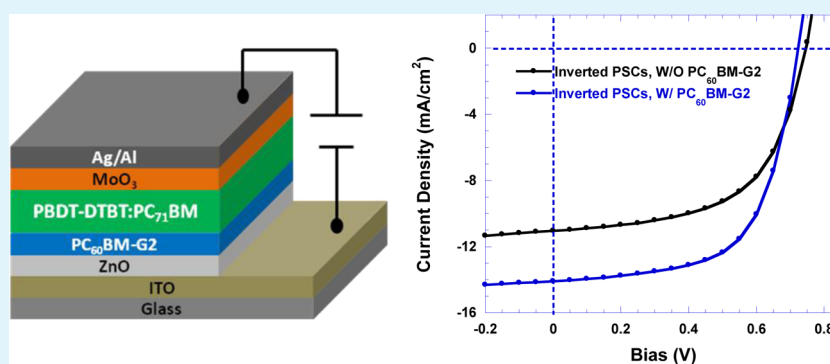 Ag/Al
MoO₃
PBDT-DTBT:PC₇₁BM
PC₆₀BM-G2
ZnO
ITO
Glass
Current Density (mA/cm²)
0
-4
-8
-12
-16
Inverted PSCs, W/O PC₆₀BM-G2
Inverted PSCs, W/ PC₆₀BM-G2
-0.2
0
0.2
0.4
0.6
0.8
Bias (V)